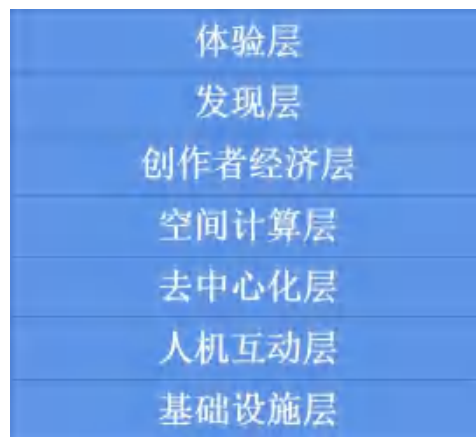 体验层
发现层
创作者经济层
空间计算层
去中心化层
人机互动层
基础设施层